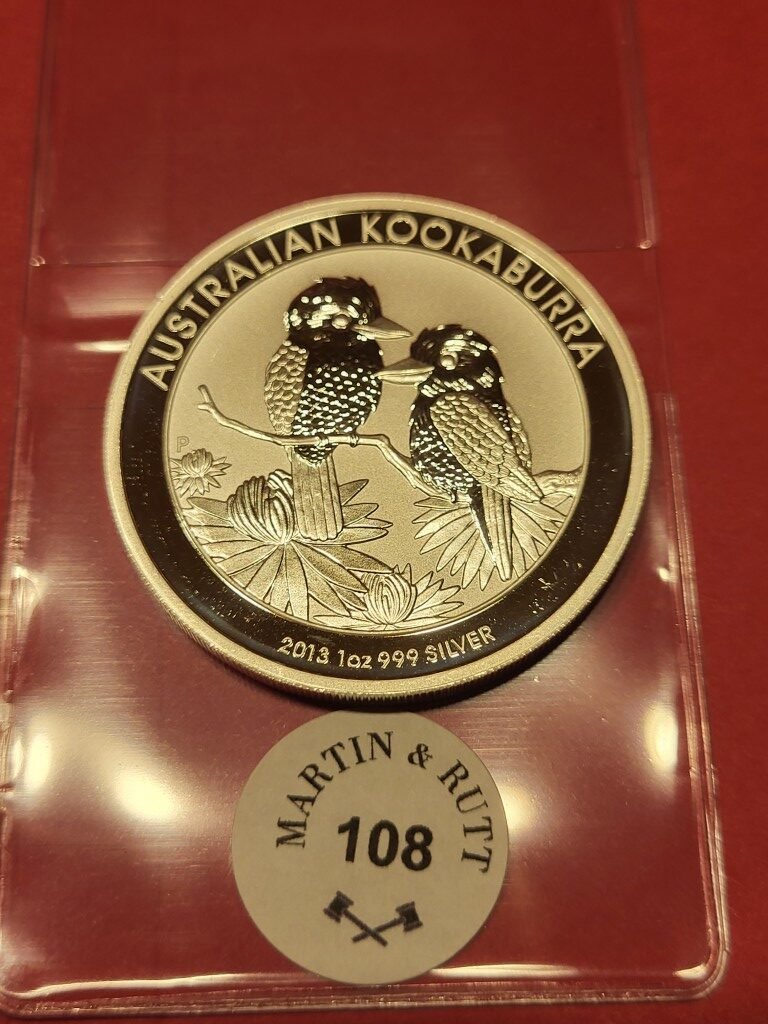 AUSTRALIAN KOOKABURRA
P
2013 1oz 999 SILVER
MARTIN & RUTT
108